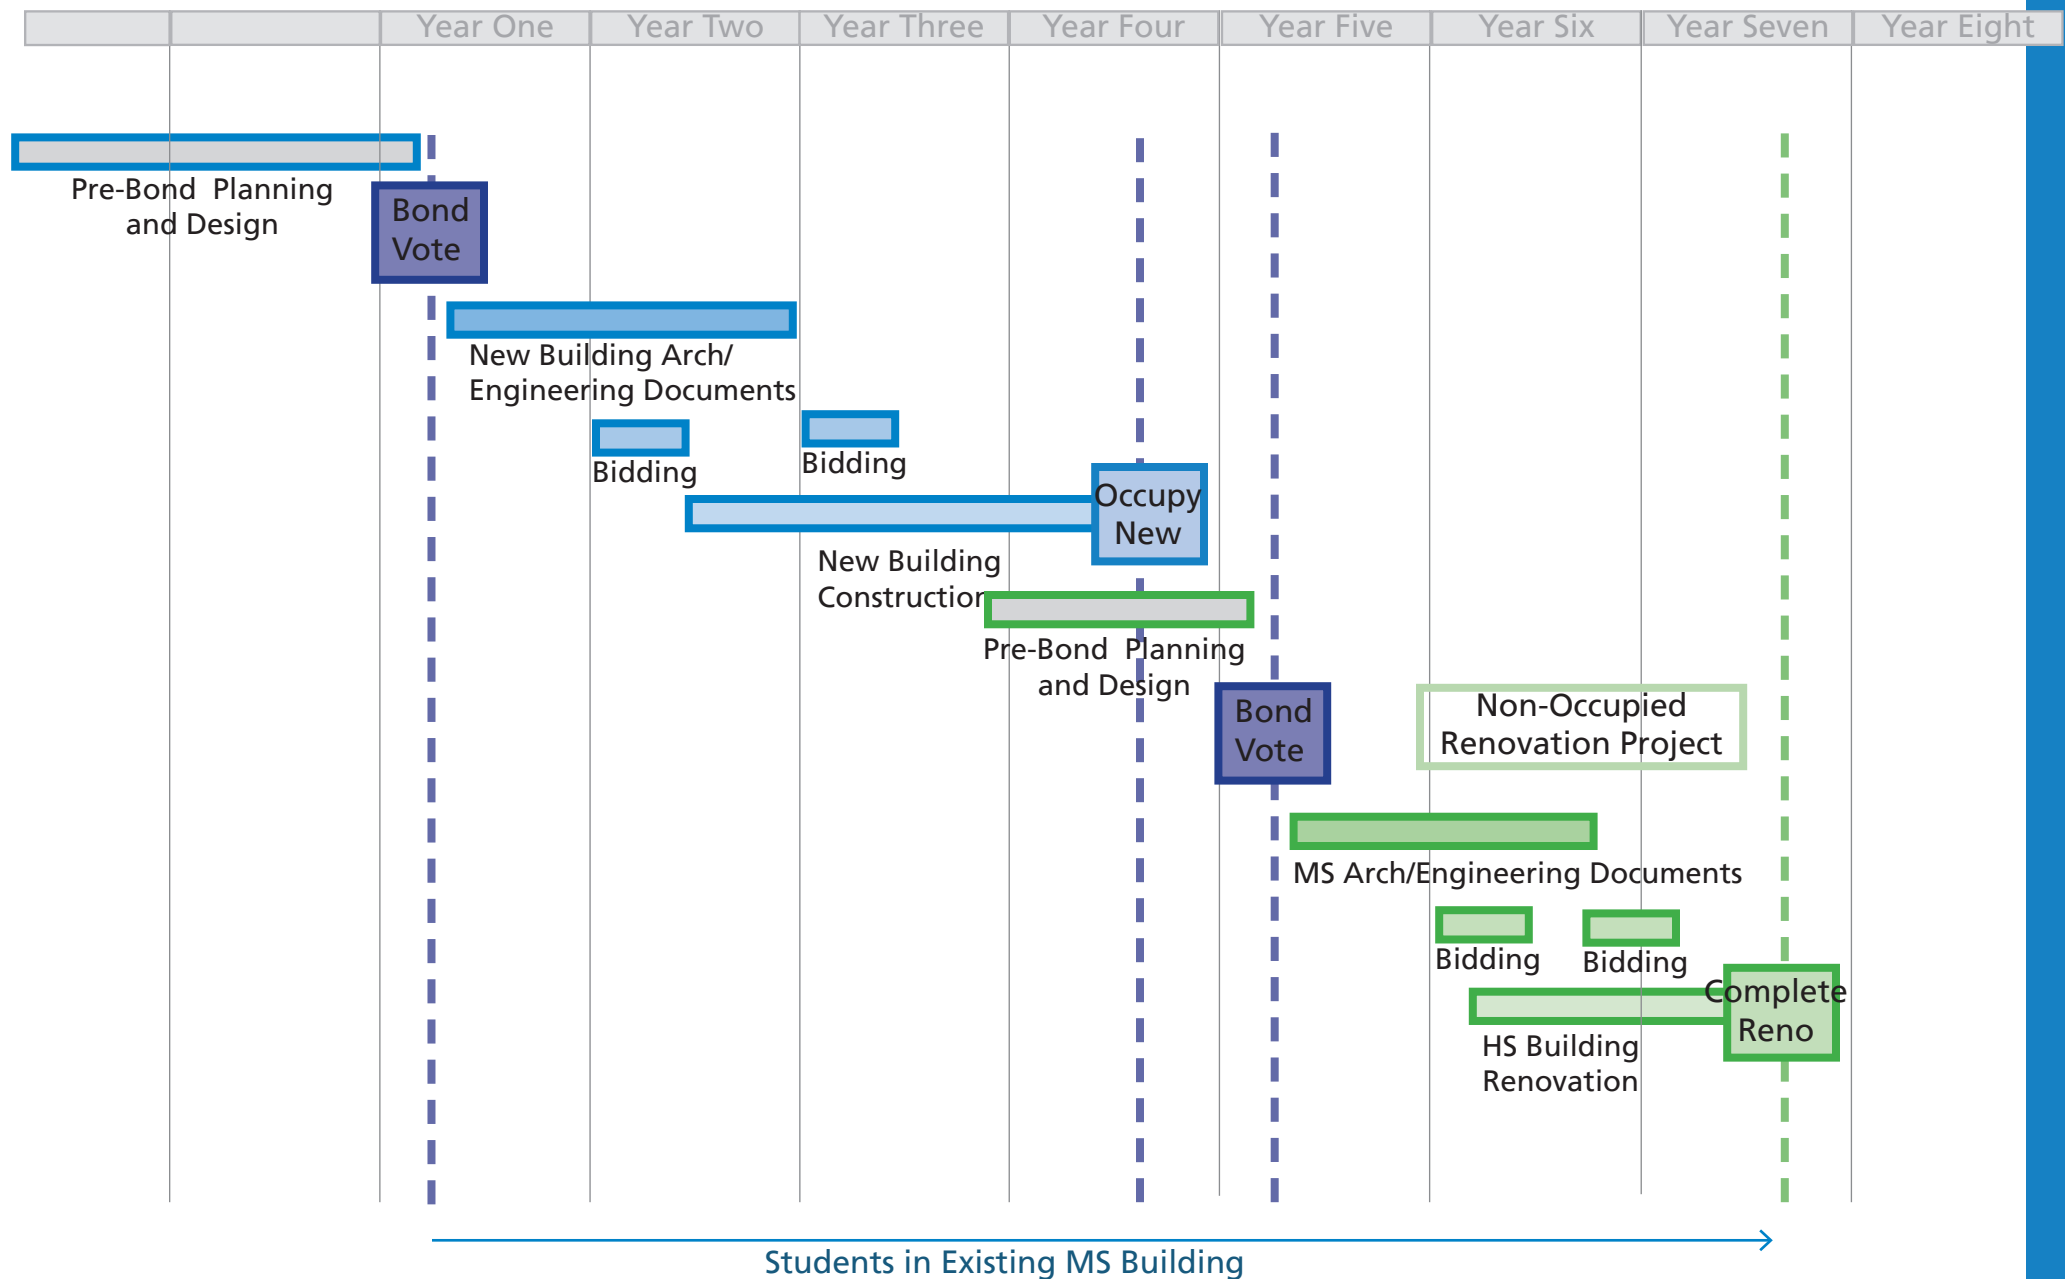 Year One Year Two Year Three Year Four Year Five Year Six Year Seven Year Eight
Pre-Bond Planning
and Design
Bond
Vote
New Building Arch/
Engineering Documents
Bidding
Bidding
Occupy
New
New Building
Construction
Pre-Bond Planning
and Design
Bond
Vote
Non-Occupied
Renovation Project
MS Arch/Engineering Documents
Bidding
Bidding
Complete
Reno
HS Building
Renovation
Students in Existing MS Building